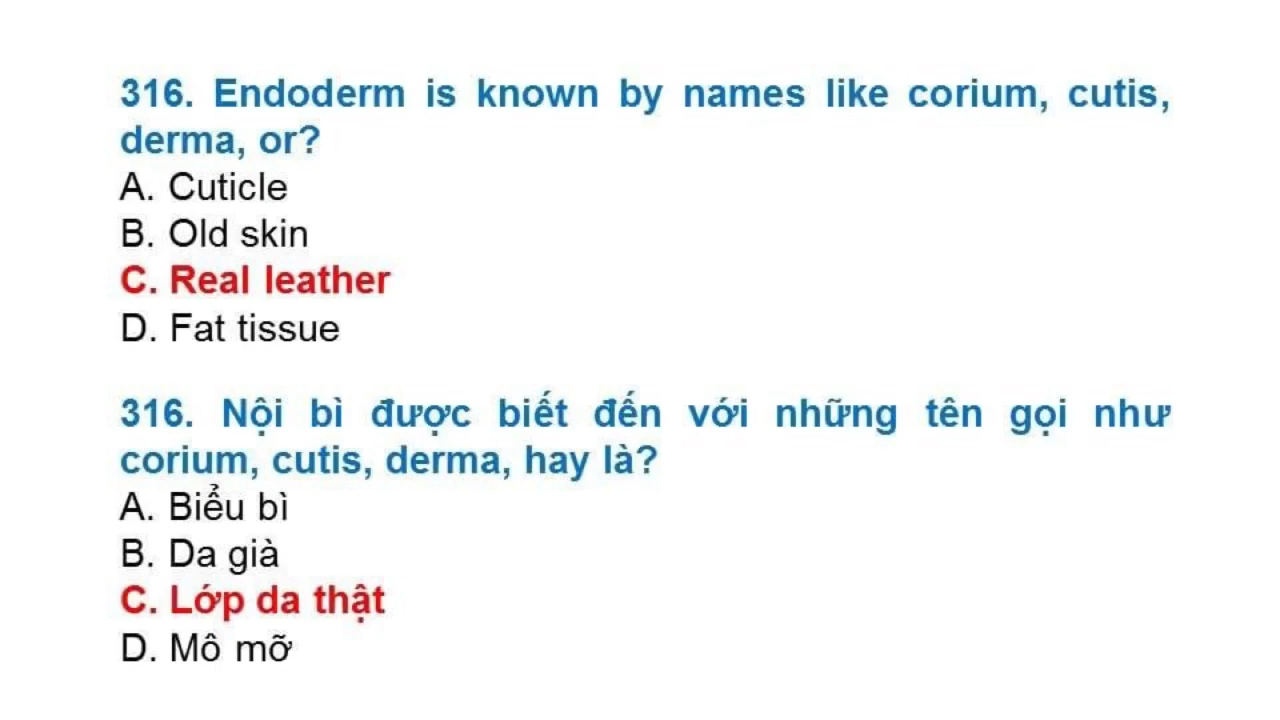 316. Endoderm is known by names like corium, cutis,
derma, or?
A. Cuticle
B. Old skin
C. Real leather
D. Fat tissue
316. Nội bì được biết đến với những tên gọi như
corium, cutis, derma, hay là?
A. Biểu bì
B. Da già
C. Lớp da thật
D. Mô mỡ